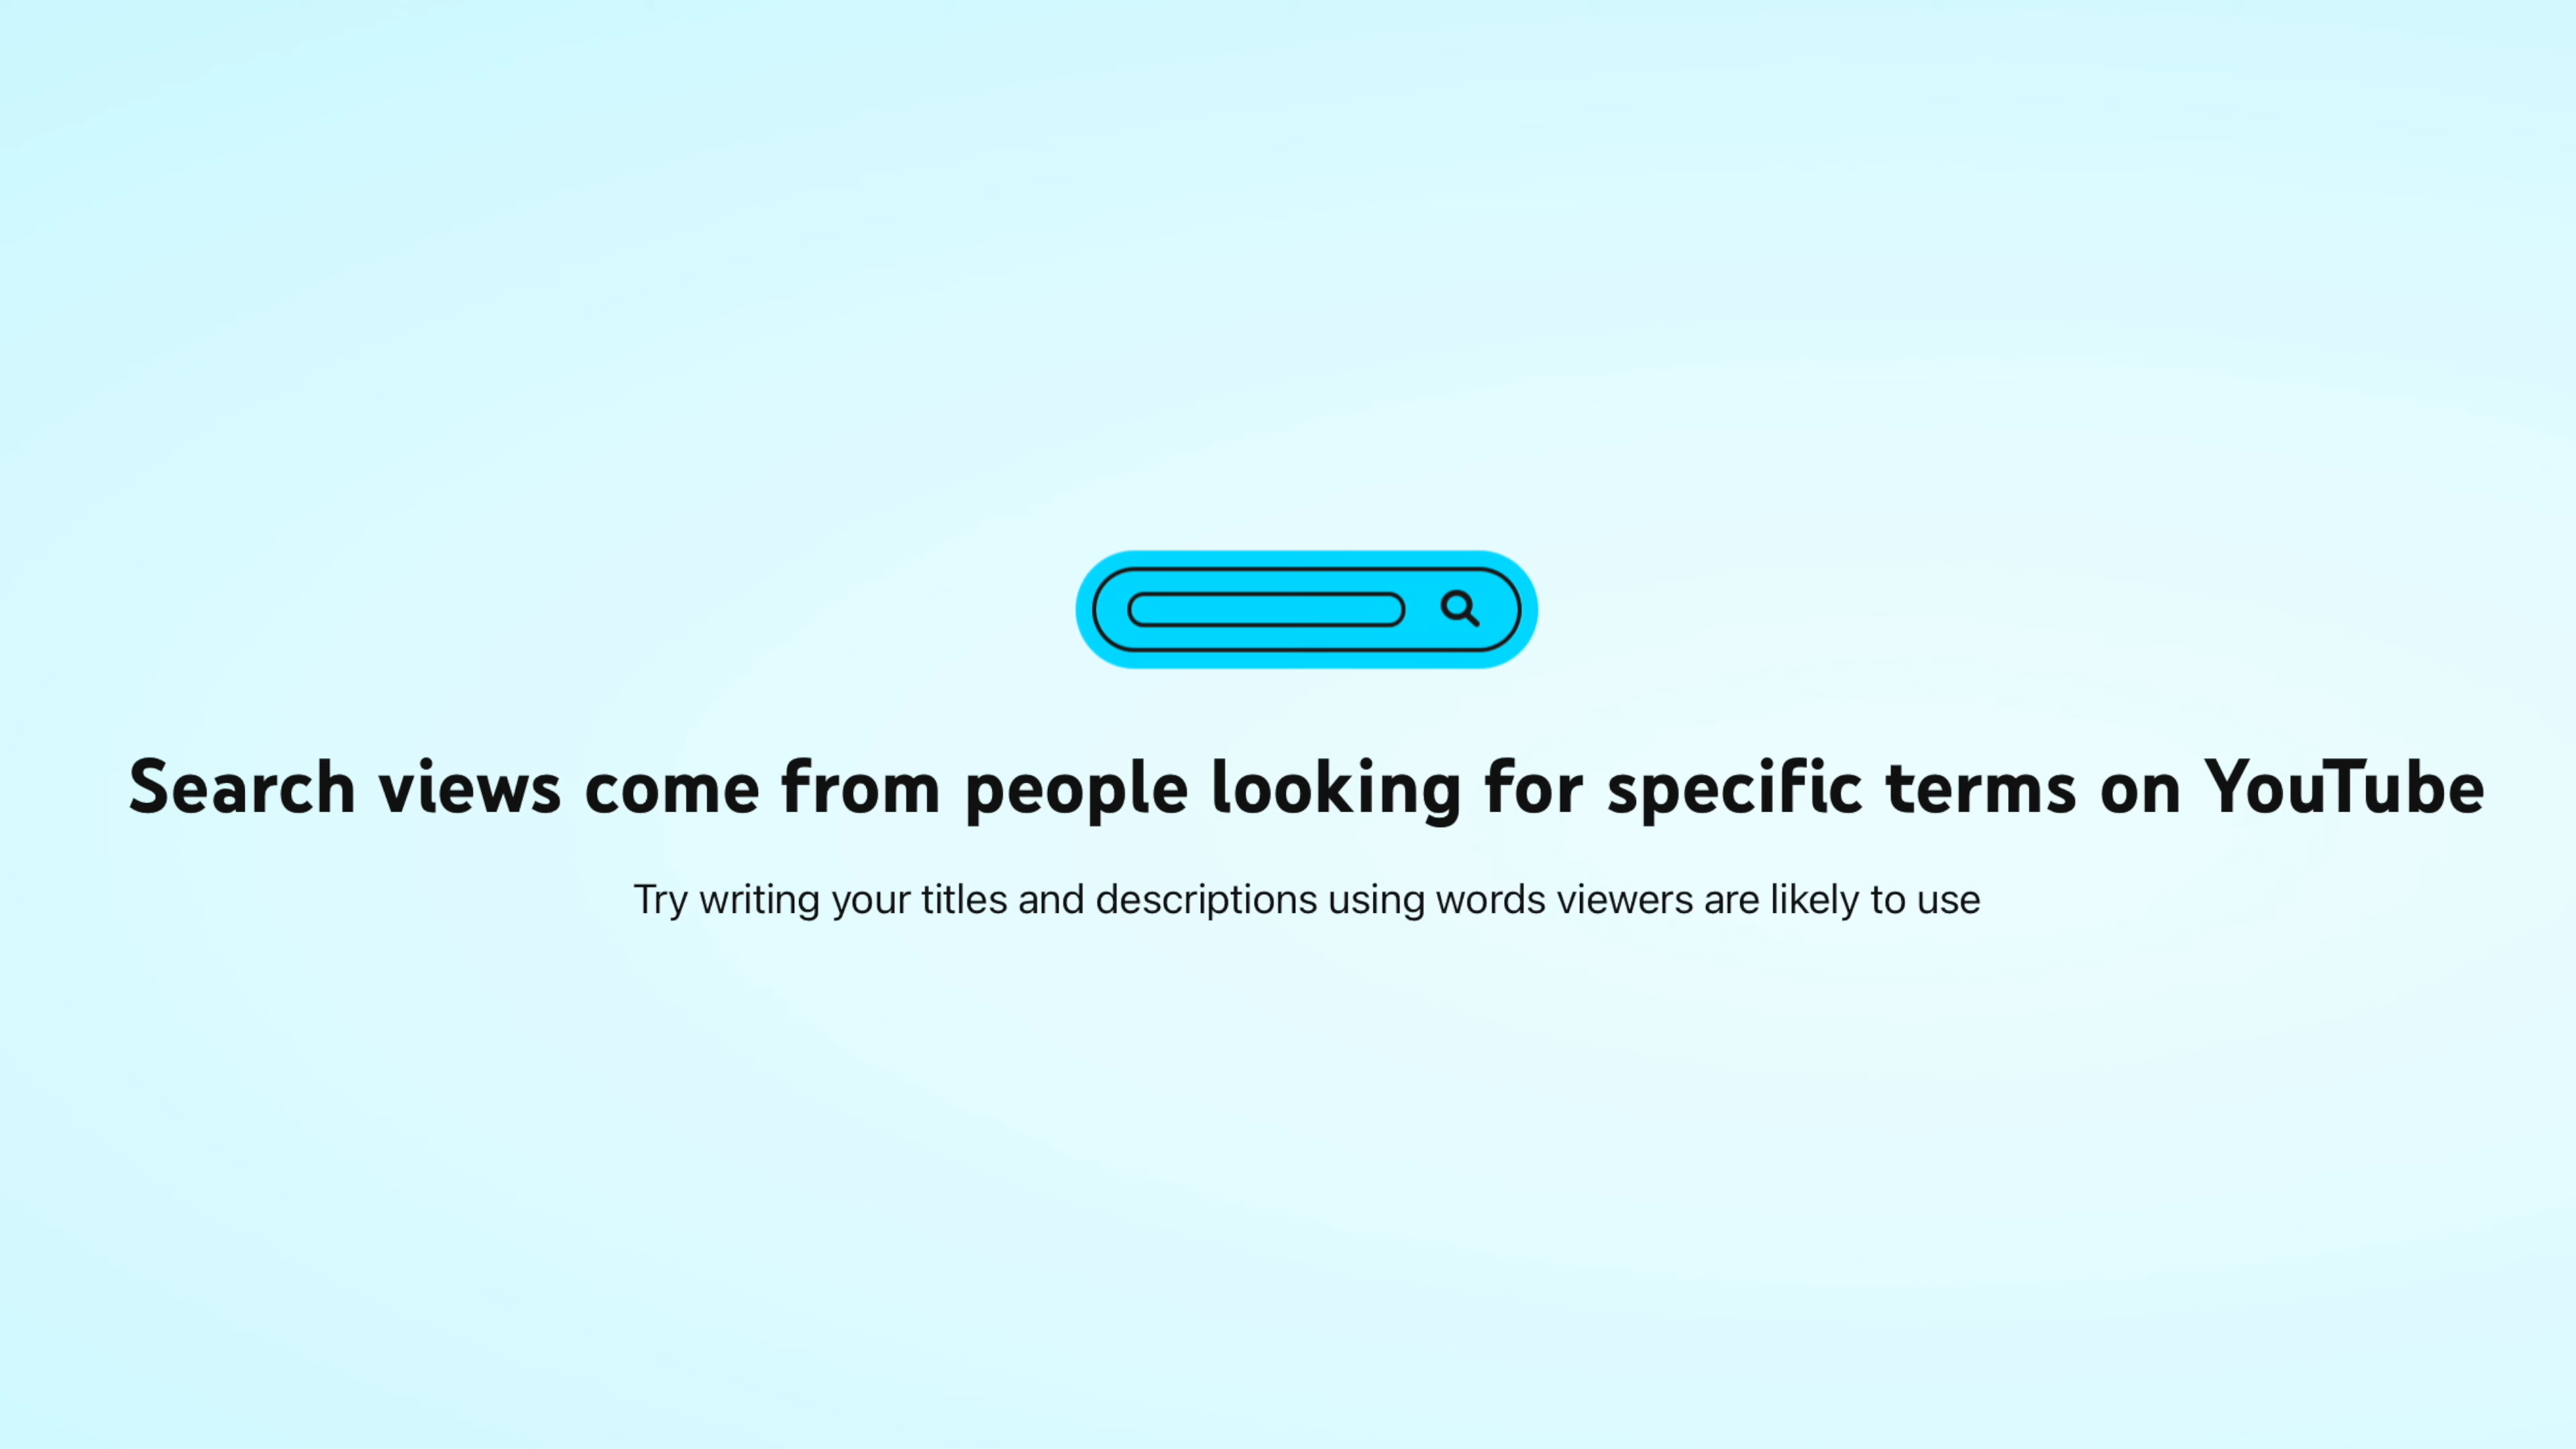 Search views come from people looking for specific terms on YouTube
Try writing your titles and descriptions using words viewers are likely to use